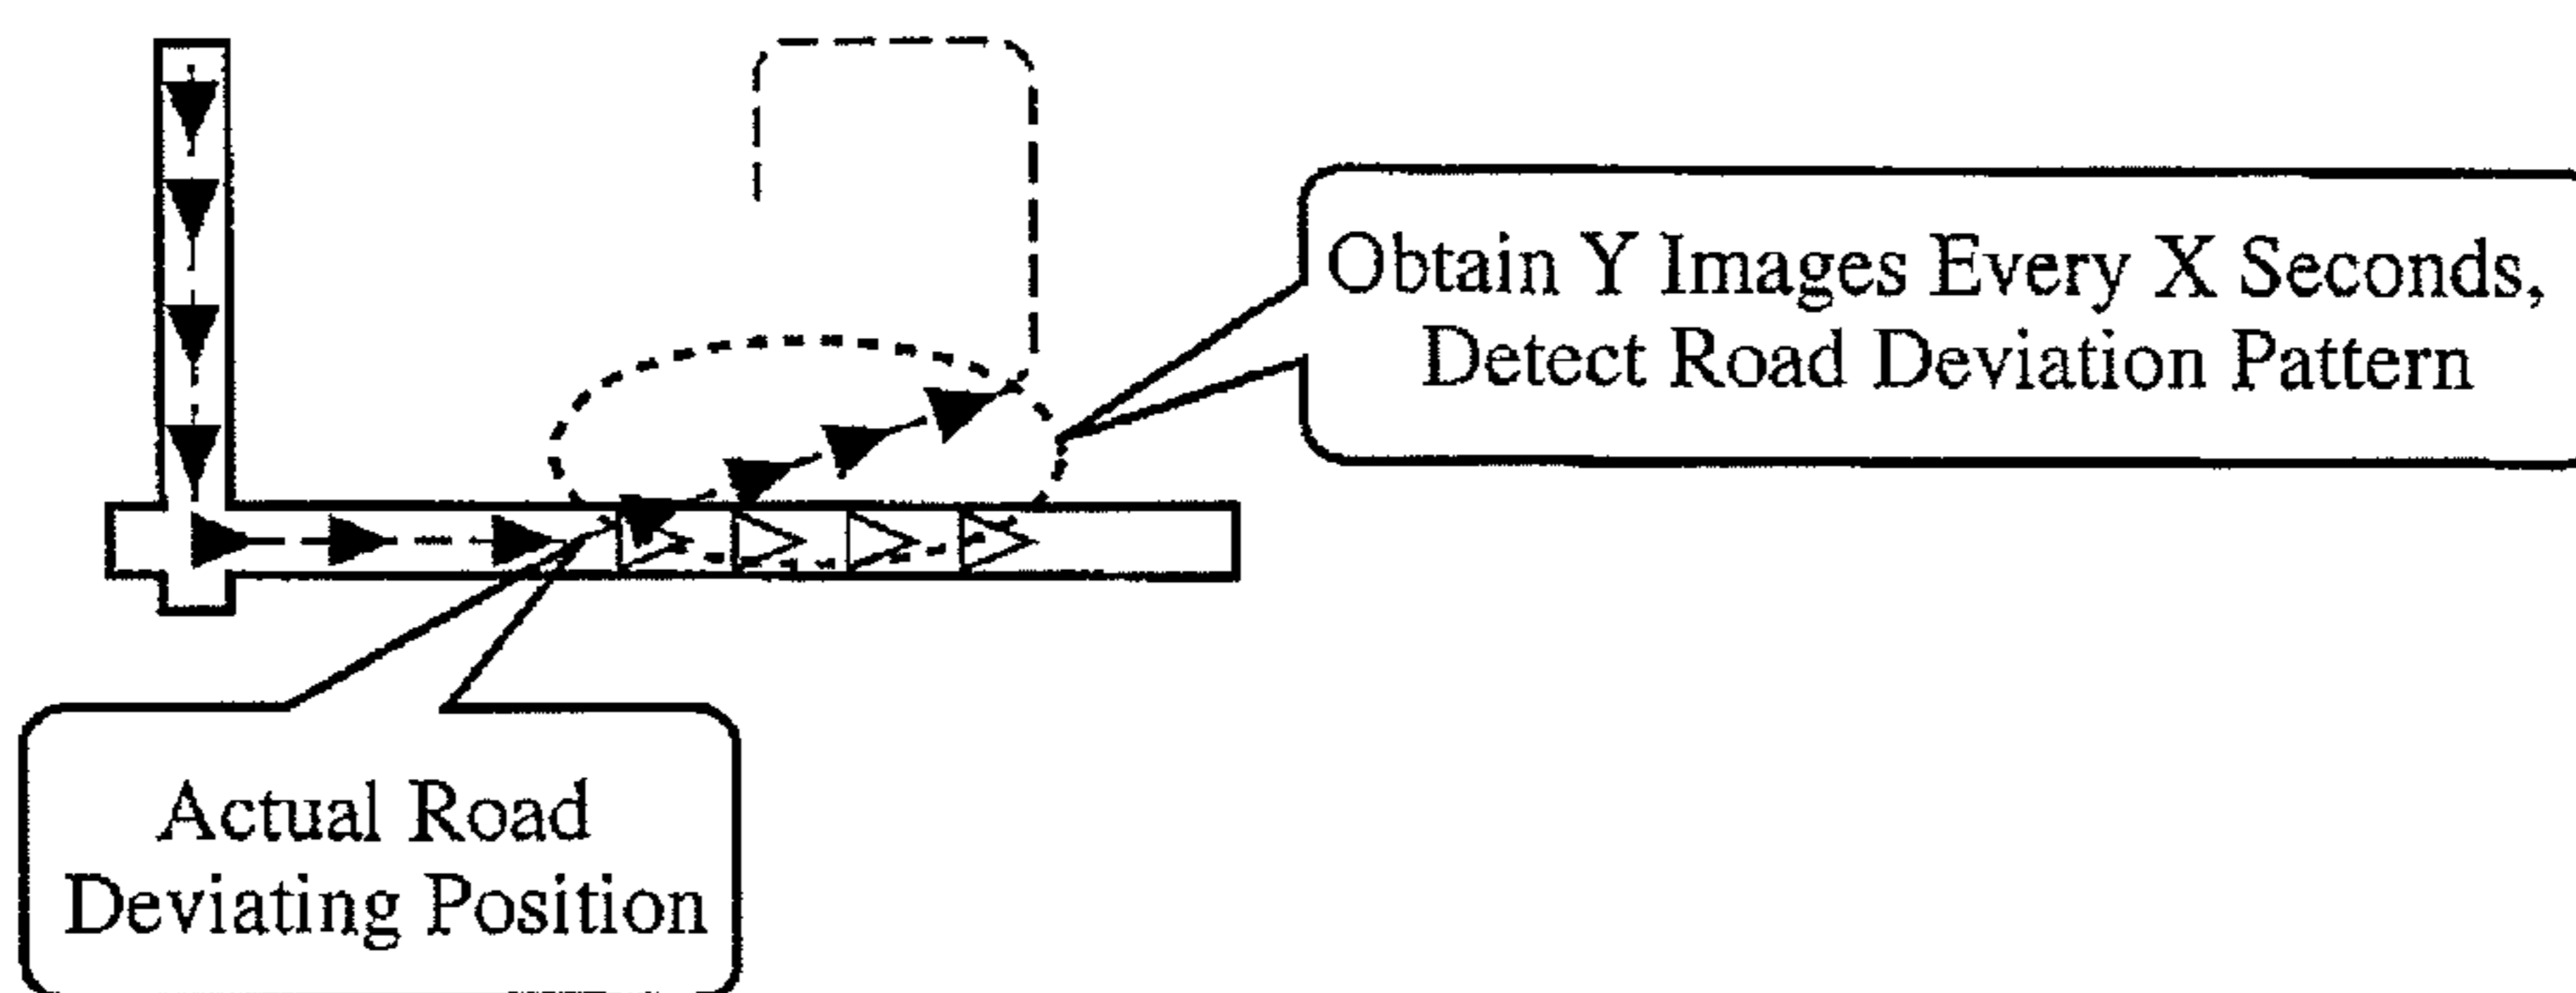 Obtain Y Images Every X Seconds,
Detect Road Deviation Pattern
Actual Road
Deviating Position